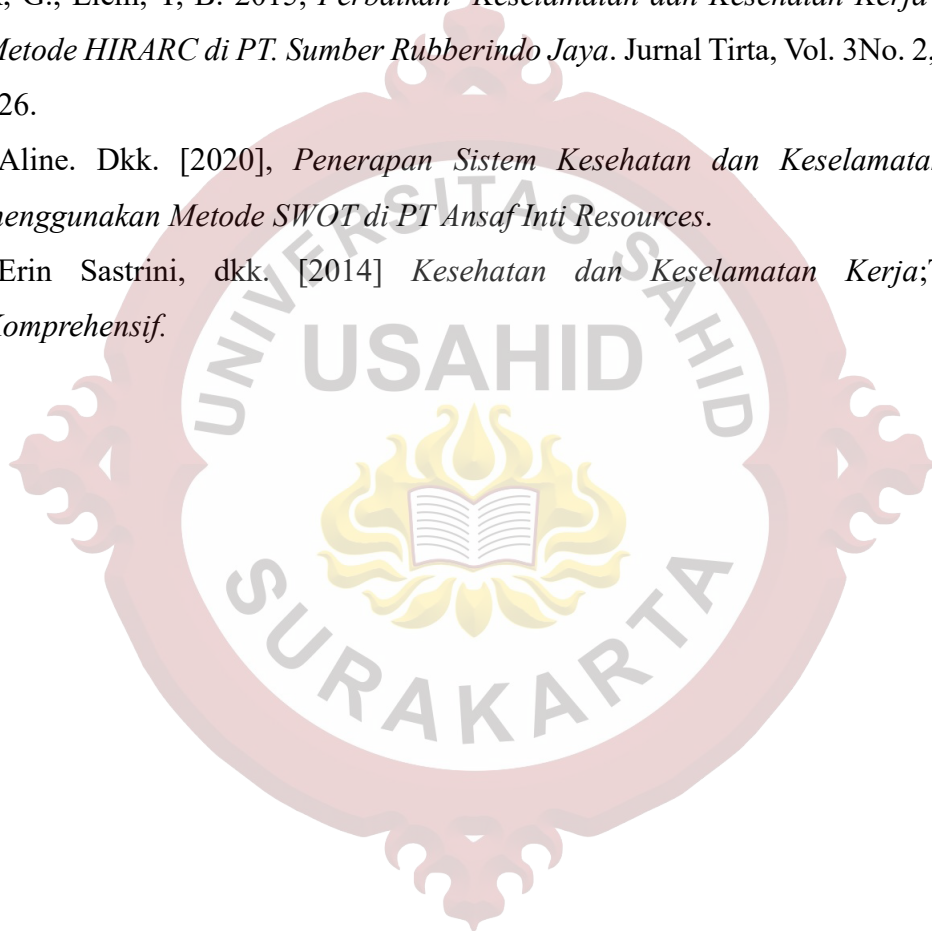 G., Elcin, T, B. 2015, Perbaikan Keselamatan dan Kesehatan Kerja
Metode HIRARC di PT. Sumber Rubberindo Jaya. Jurnal Tirta, Vol. 3No. 2,
26.
Aline. Dkk. [2020], Penerapan Sistem Kesehatan dan Keselamatan
menggunakan Metode SWOT di PT Ansaf Inti Resources.
Erin Sastrini, dkk. [2014] Kesehatan dan Keselamatan Kerja;
Komprehensif.
UNIVERSITAS SAHID
USAHID
SURAKARTA